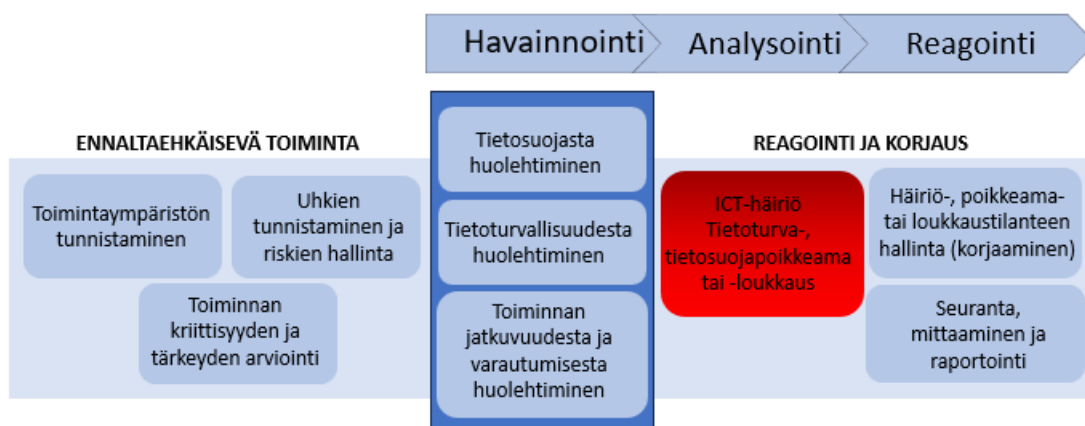 Havainnointi
Analysointi
Reagointi
ENNALTAEHKÄISEVÄ TOIMINTA
Toimintaympäristön
tunnistaminen
Uhkien
tunnistaminen ja
riskien hallinta
Toiminnan
kriittisyyden ja
tärkeyden arviointi
Tietosuojasta
huolehtiminen
Tietoturvallisuudesta
huolehtiminen
Toiminnan
jatkuvuudesta ja
varautumisesta
huolehtiminen
REAGOINTI JA KORJAUS
ICT-häiriö
Tietoturva-,
tietosuojapoikkeama
tai -loukkaus
Häiriö-, poikkeama-
tai loukkaustilanteen
hallinta (korjaaminen)
Seuranta,
mittaaminen ja
raportointi